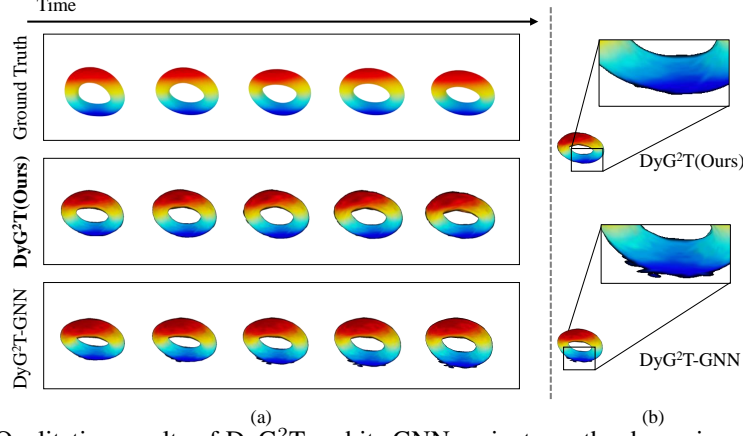 Time
Ground Truth
DyG²T(Ours)
DyG²T-GNN
DyG²T(Ours)
DyG²T-GNN
(a)
(b)